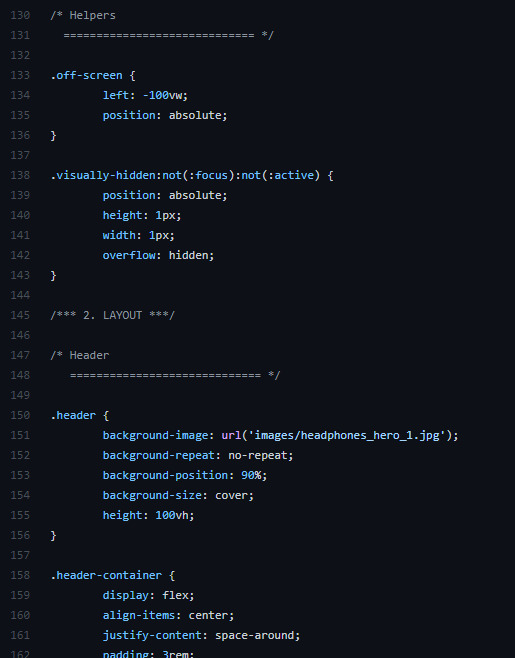 130 /* Helpers
131   ============================= */
132
133 .off-screen {
134         left: -100vw;
135         position: absolute;
136 }
137
138 .visually-hidden:not(:focus):not(:active) {
139         position: absolute;
140         height: 1px;
141         width: 1px;
142         overflow: hidden;
143 }
144
145 /*** 2. LAYOUT ***/
146
147 /* Header
148    ============================= */
149
150 .header {
151         background-image: url('images/headphones_hero_1.jpg');
152         background-repeat: no-repeat;
153         background-position: 90%;
154         background-size: cover;
155         height: 100vh;
156 }
157
158 .header-container {
159         display: flex;
160         align-items: center;
161         justify-content: space-around;
162         padding: 3rem;